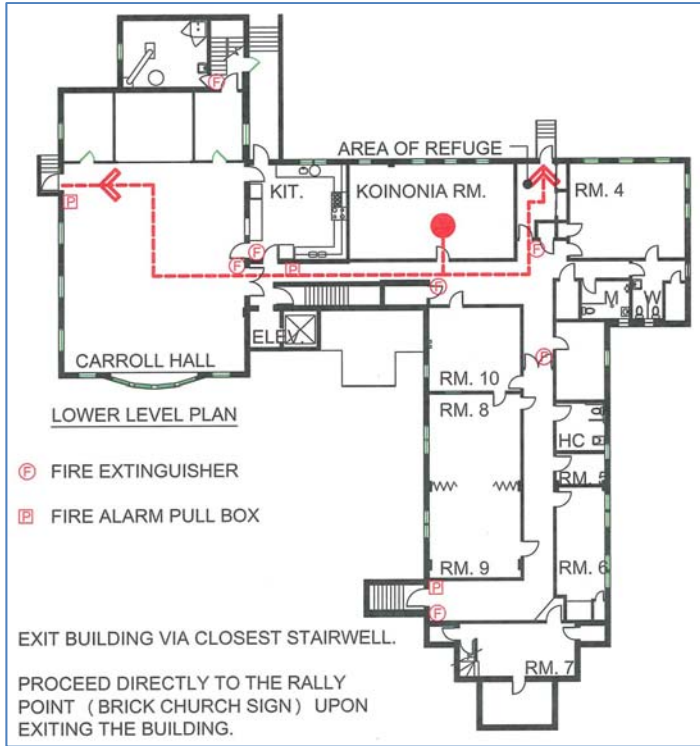 F
AREA OF REFUGE
P
KIT.
KOINONIA RM.
RM. 4
F
F
F
P
F
M
W
ELEV.
CARROLL HALL
F
RM. 10
LOWER LEVEL PLAN
RM. 8
HC
F FIRE EXTINGUISHER
RM. 5
P FIRE ALARM PULL BOX
RM. 9
RM. 6
P
F
EXIT BUILDING VIA CLOSEST STAIRWELL.
RM. 7
PROCEED DIRECTLY TO THE RALLY
POINT ( BRICK CHURCH SIGN ) UPON
EXITING THE BUILDING.